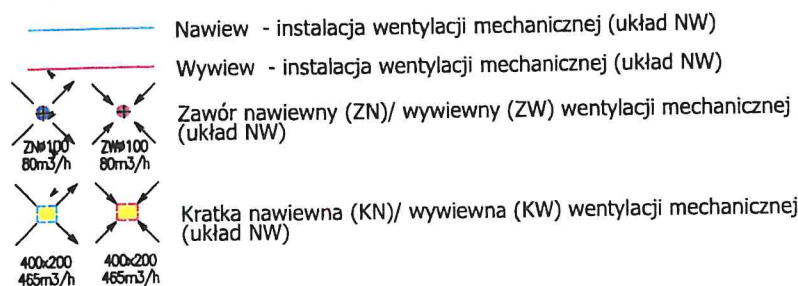 Nawiew - instalacja wentylacji mechanicznej (układ NW)
Wywiew - instalacja wentylacji mechanicznej (układ NW)
Zawór nawiewny (ZN)/ wywiewny (ZW) wentylacji mechanicznej
(układ NW)
ZNø100 ZWø100
80m3/h 80m3/h
Kratka nawiewna (KN)/ wywiewna (KW) wentylacji mechanicznej
(układ NW)
400x200 400x200
465m3/h 465m3/h